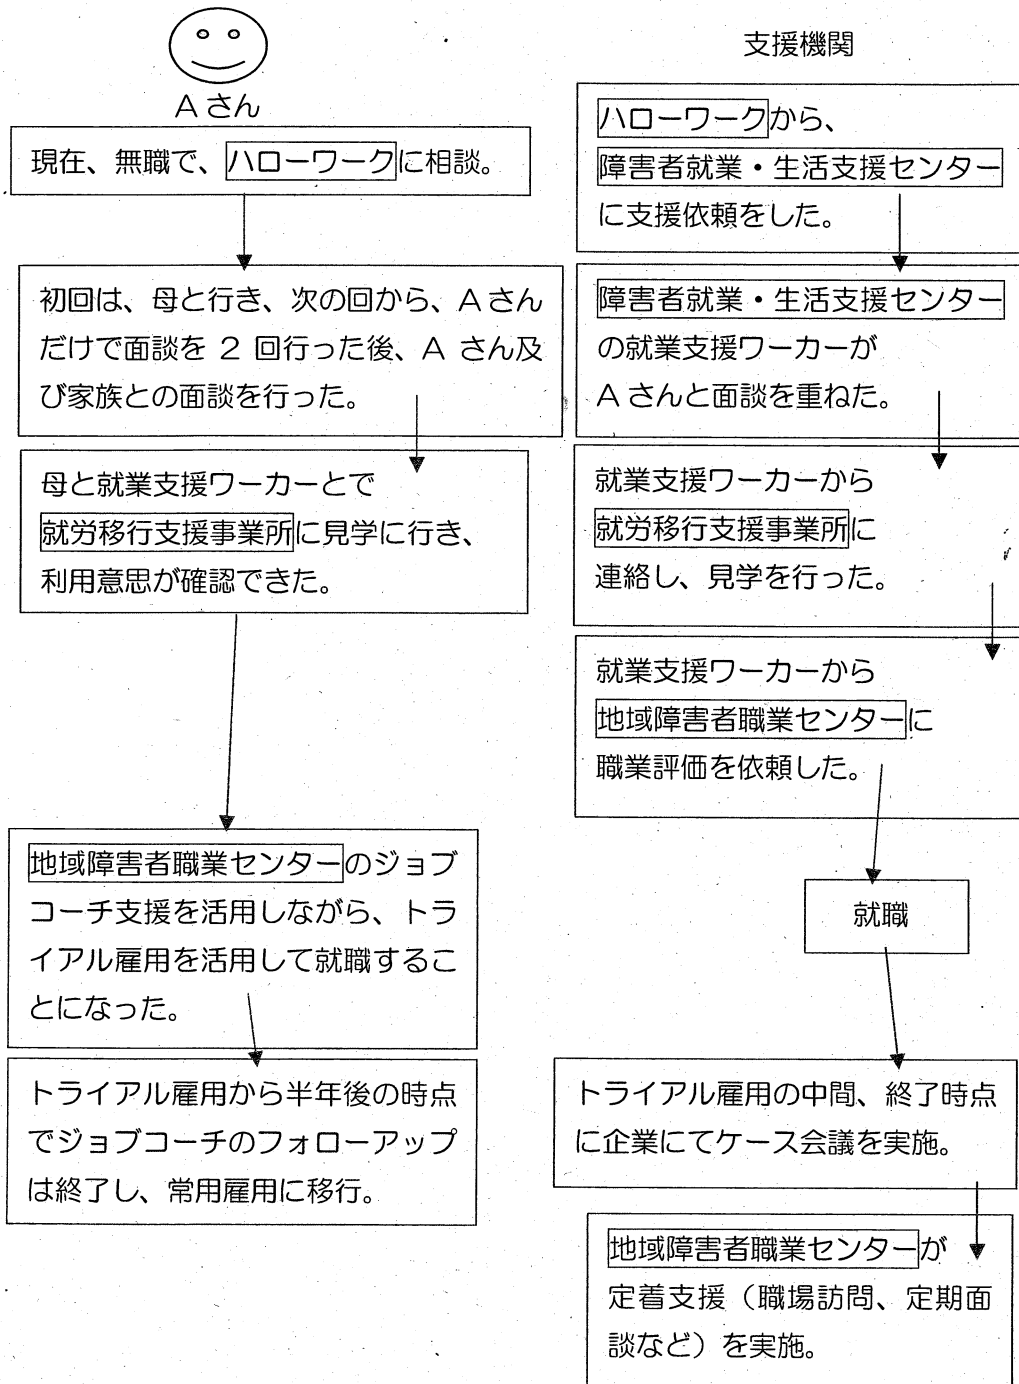 Aさん
現在、無職で、ハローワークに相談。
初回は、母と行き、次の回から、Aさん
だけで面談を 2 回行った後、A さん及
び家族との面談を行った。
母と就業支援ワーカーとで
就労移行支援事業所に見学に行き、
利用意思が確認できた。
地域障害者職業センターのジョブ
コーチ支援を活用しながら、トラ
イアル雇用を活用して就職するこ
とになった。
トライアル雇用から半年後の時点
でジョブコーチのフォローアップ
は終了し、常用雇用に移行。
支援機関
ハローワークから、
障害者就業・生活支援センター
に支援依頼をした。
障害者就業・生活支援センター
の就業支援ワーカーが
A さんと面談を重ねた。
就業支援ワーカーから
就労移行支援事業所に
連絡し、見学を行った。
就業支援ワーカーから
地域障害者職業センターに
職業評価を依頼した。
就職
トライアル雇用の中間、終了時点
に企業にてケース会議を実施。
地域障害者職業センターが
定着支援（職場訪問、定期面
談など）を実施。